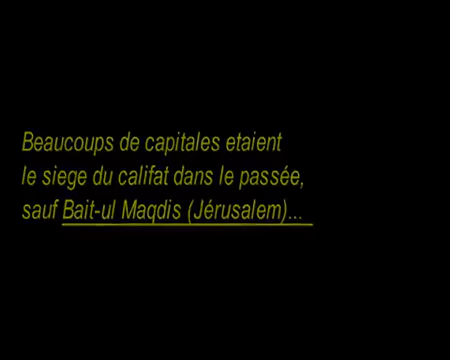 Beaucoups de capitales etaient
le siege du califat dans le passée,
sauf Bait-ul Maqdis (Jérusalem)...